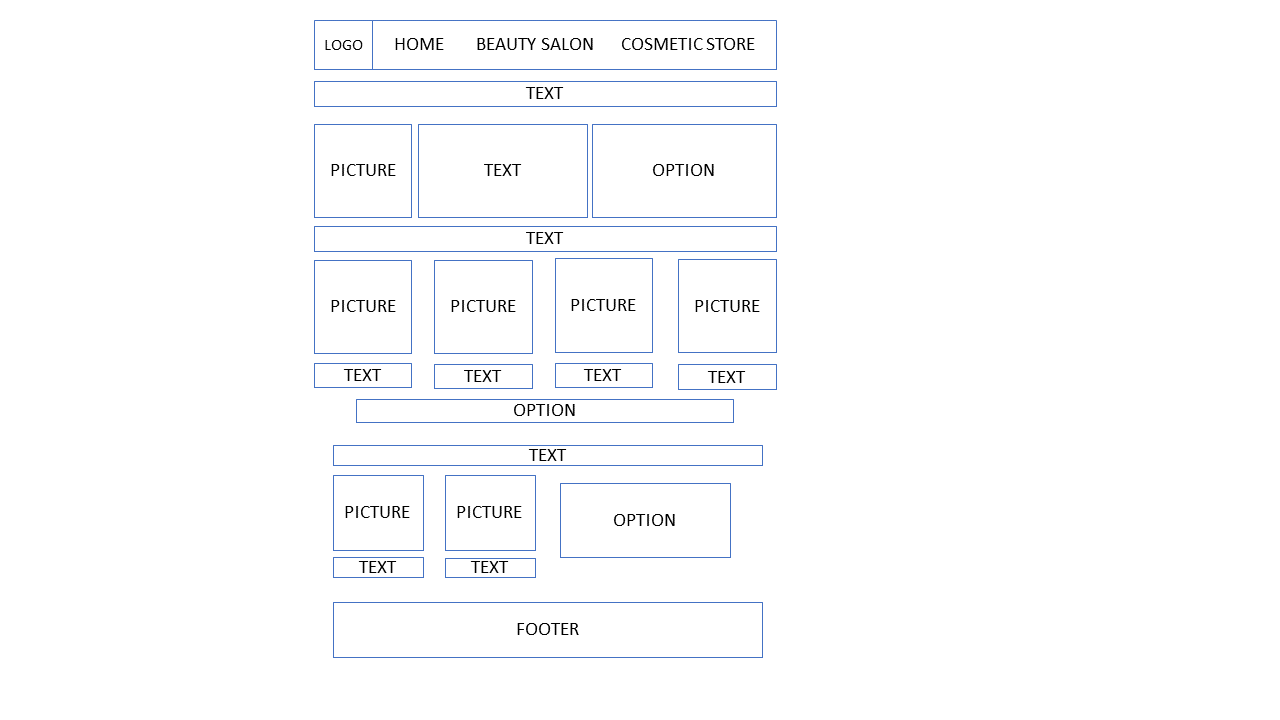 LOGO
HOME
BEAUTY SALON
COSMETIC STORE
TEXT
PICTURE
TEXT
OPTION
TEXT
PICTURE
PICTURE
PICTURE
PICTURE
TEXT
TEXT
TEXT
TEXT
OPTION
TEXT
PICTURE
PICTURE
OPTION
TEXT
TEXT
FOOTER